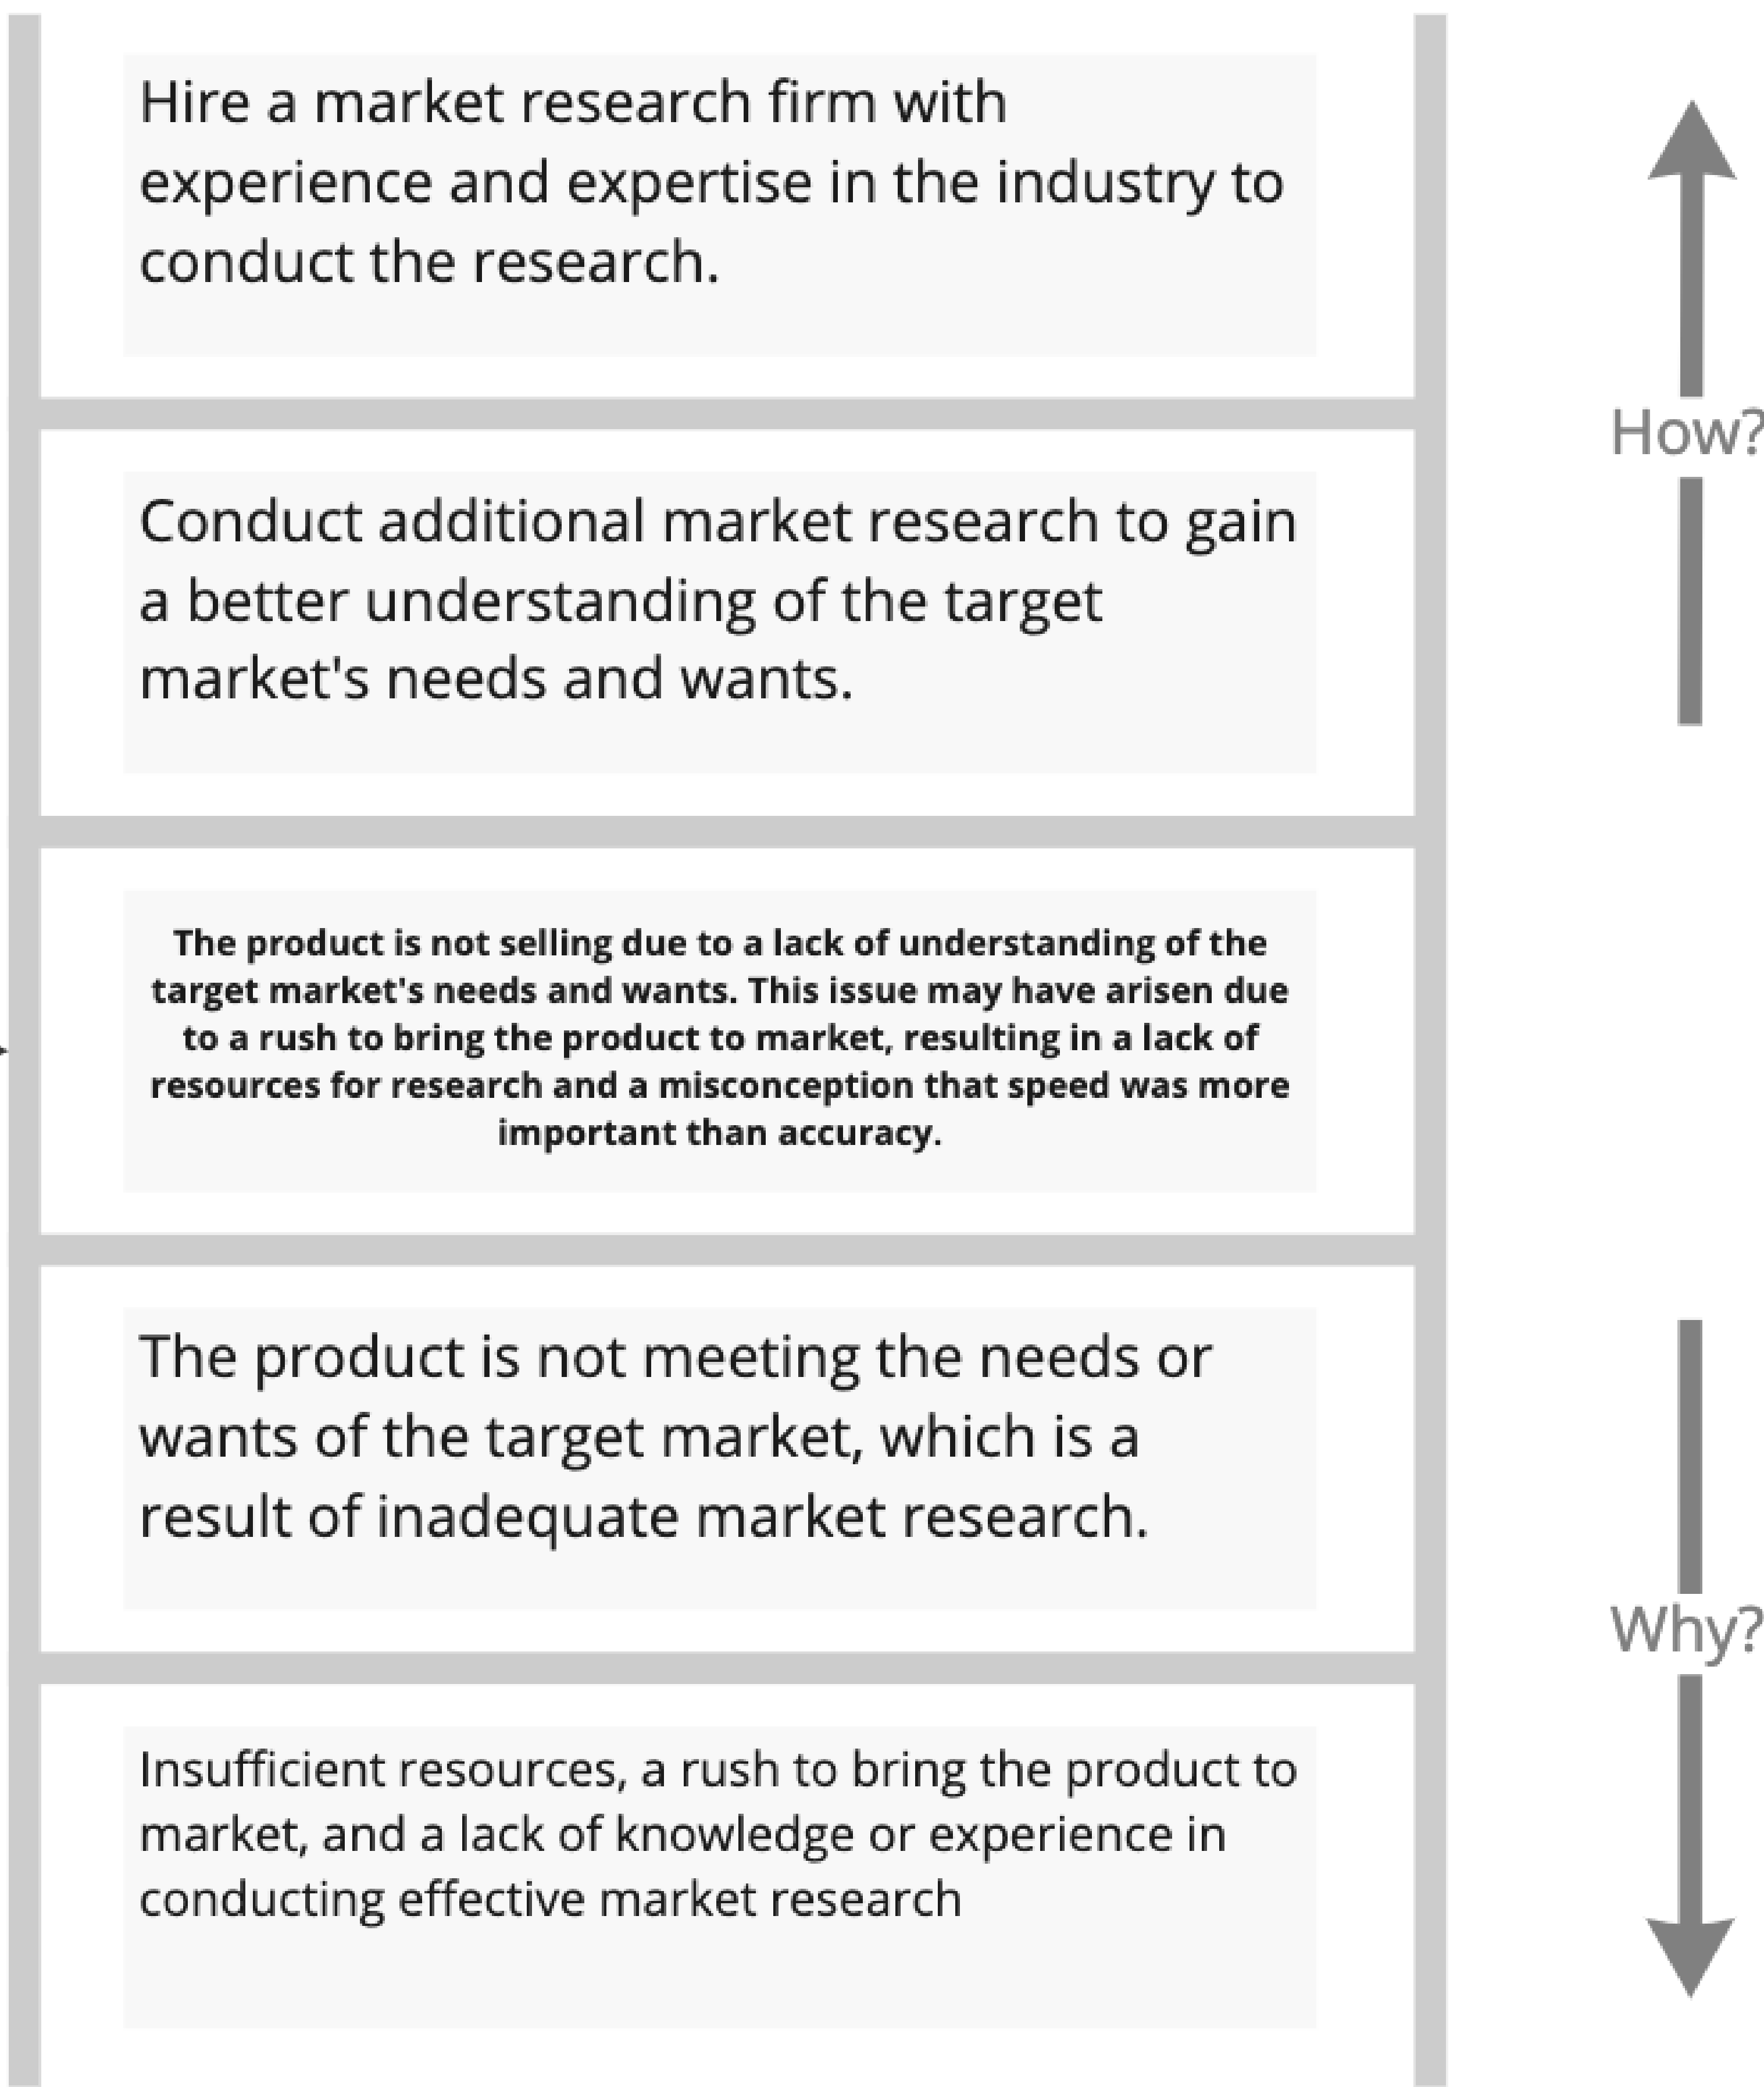 Hire a market research firm with
experience and expertise in the industry to
conduct the research.
How?
Conduct additional market research to gain
a better understanding of the target
market's needs and wants.
The product is not selling due to a lack of understanding of the
target market's needs and wants. This issue may have arisen due
to a rush to bring the product to market, resulting in a lack of
resources for research and a misconception that speed was more
important than accuracy.
The product is not meeting the needs or
wants of the target market, which is a
result of inadequate market research.
Why?
Insufficient resources, a rush to bring the product to
market, and a lack of knowledge or experience in
conducting effective market research